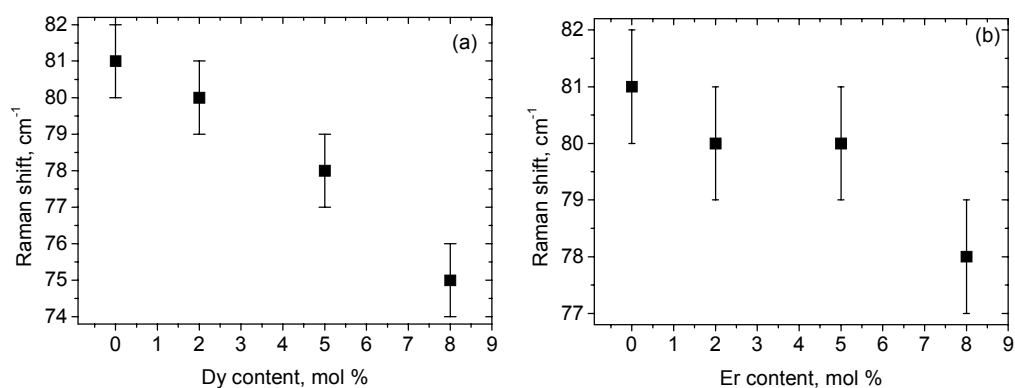 82
81
80
79
78
77
76
75
74
Raman shift, cm-1
(a)
0 1 2 3 4 5 6 7 8 9
Dy content, mol %
82
81
80
79
78
77
Raman shift, cm-1
(b)
0 1 2 3 4 5 6 7 8 9
Er content, mol %